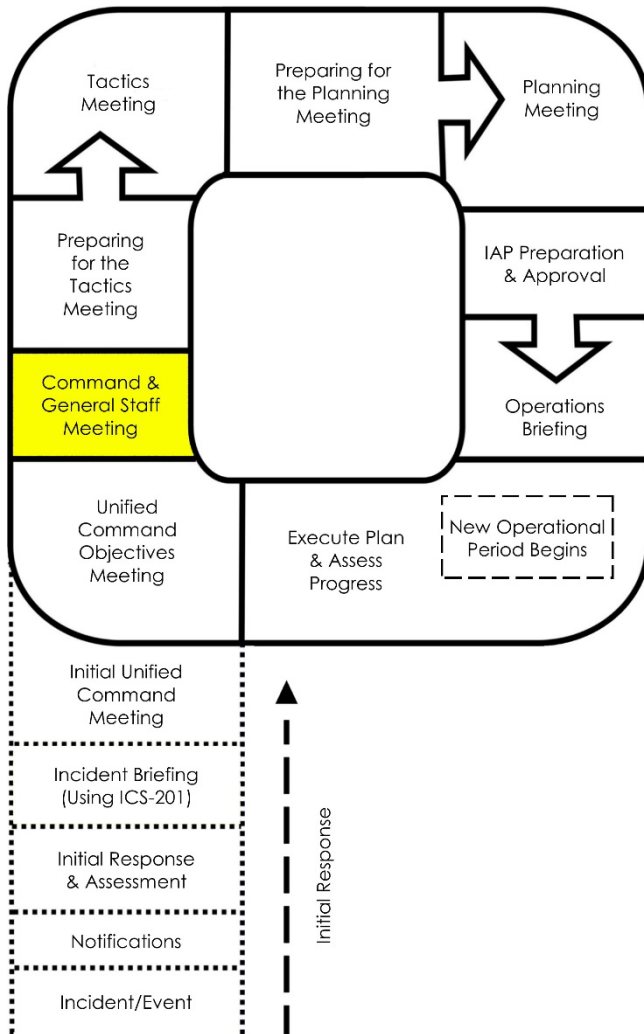 Tactics
Meeting
Preparing for
the Planning
Meeting
Planning
Meeting
Preparing
for the
Tactics
Meeting
IAP Preparation
& Approval
Command &
General Staff
Meeting
Operations
Briefing
Unified
Command
Objectives
Meeting
Execute Plan
& Assess
Progress
New Operational
Period Begins
Initial Unified
Command
Meeting
Incident Briefing
(Using ICS-201)
Initial Response
& Assessment
Notifications
Incident/Event
Initial Response